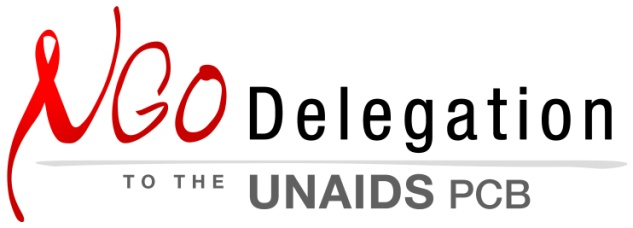 NGO Delegation
TO THE UNAIDS PCB